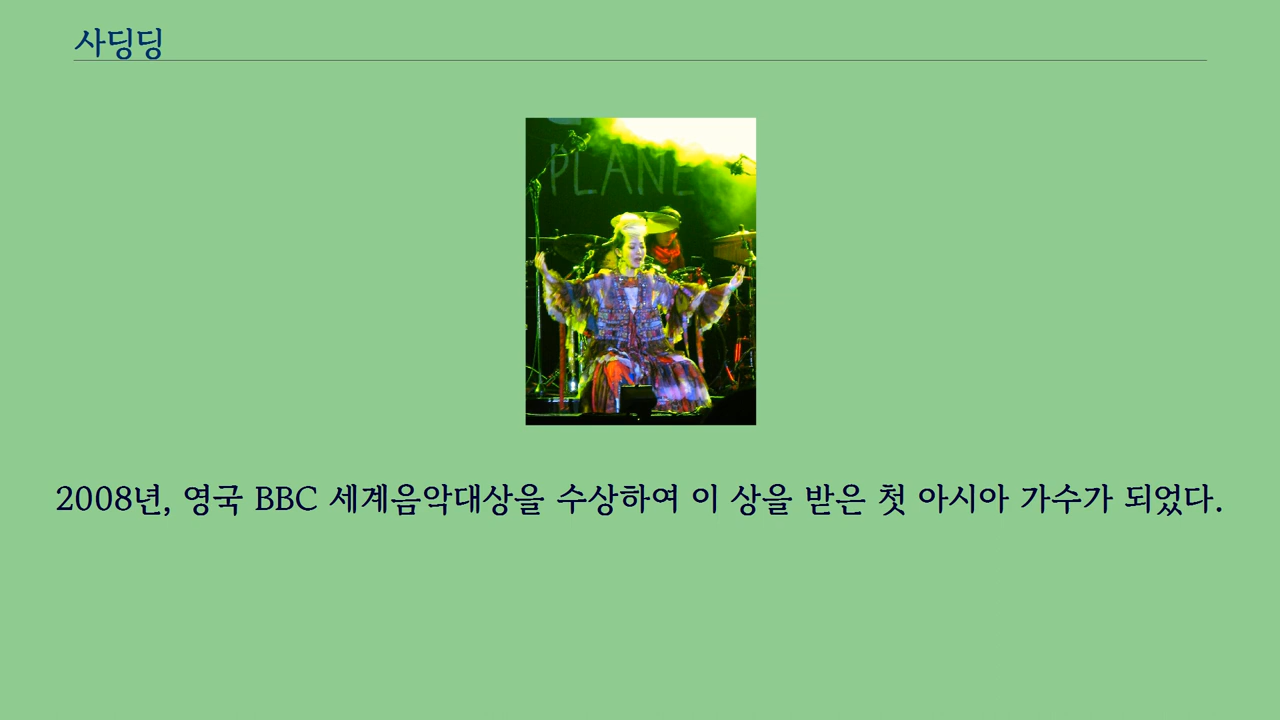 사딩딩
PLANE
2008년, 영국 BBC 세계음악대상을 수상하여 이 상을 받은 첫 아시아 가수가 되었다.